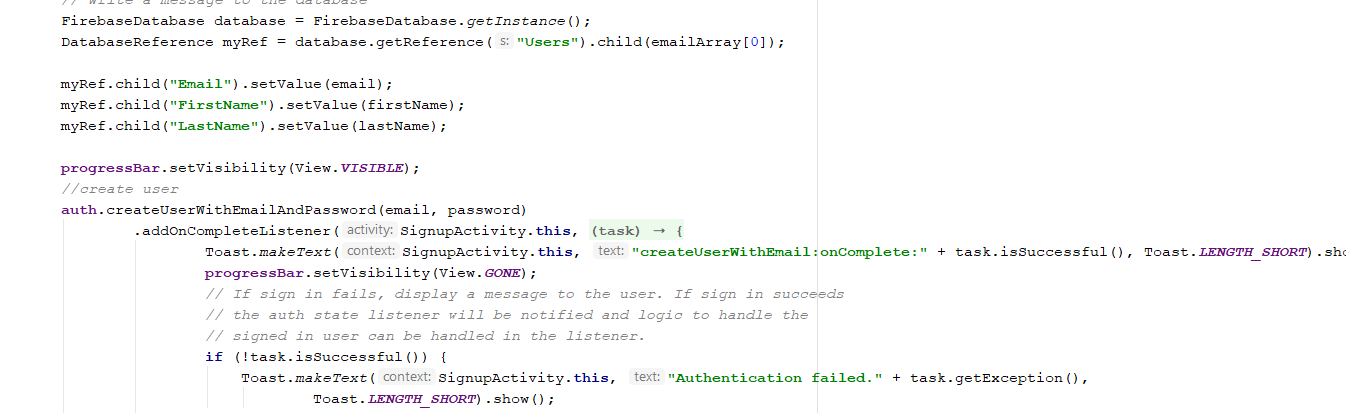 // Write a message to the database
FirebaseDatabase database = FirebaseDatabase.getInstance();
DatabaseReference myRef = database.getReference( s: "Users").child(emailArray[0]);
myRef.child("Email").setValue(email);
myRef.child("FirstName").setValue(firstName);
myRef.child("LastName").setValue(lastName);
progressBar.setVisibility(View.VISIBLE);
//create user
auth.createUserWithEmailAndPassword(email, password)
.addOnCompleteListener( activity: SignupActivity.this, (task) → {
Toast.makeText( context: SignupActivity.this, text: "createUserWithEmail:onComplete:" + task.isSuccessful(), Toast.LENGTH_SHORT).sho
progressBar.setVisibility(View.GONE);
// If sign in fails, display a message to the user. If sign in succeeds
// the auth state listener will be notified and logic to handle the
// signed in user can be handled in the listener.
if (!task.isSuccessful()) {
Toast.makeText( context: SignupActivity.this, text: "Authentication failed." + task.getException(),
Toast.LENGTH_SHORT).show();